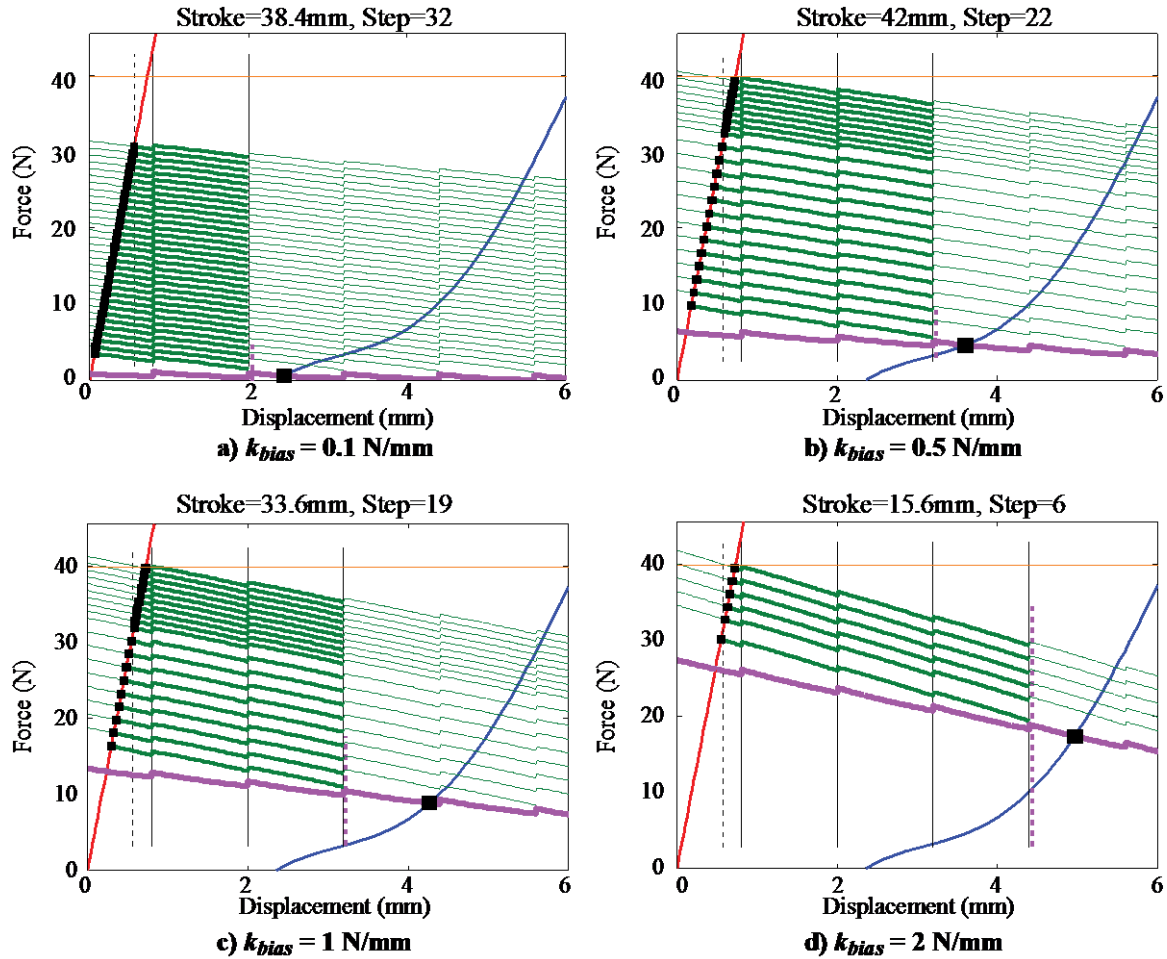 Stroke=38.4mm, Step=32
Force (N)
40
30
20
10
0
0 2 4 6
Displacement (mm)
a) k_bias = 0.1 N/mm
Stroke=42mm, Step=22
Force (N)
40
30
20
10
0
0 2 4 6
Displacement (mm)
b) k_bias = 0.5 N/mm
Stroke=33.6mm, Step=19
Force (N)
40
30
20
10
0
0 2 4 6
Displacement (mm)
c) k_bias = 1 N/mm
Stroke=15.6mm, Step=6
Force (N)
40
30
20
10
0
0 2 4 6
Displacement (mm)
d) k_bias = 2 N/mm